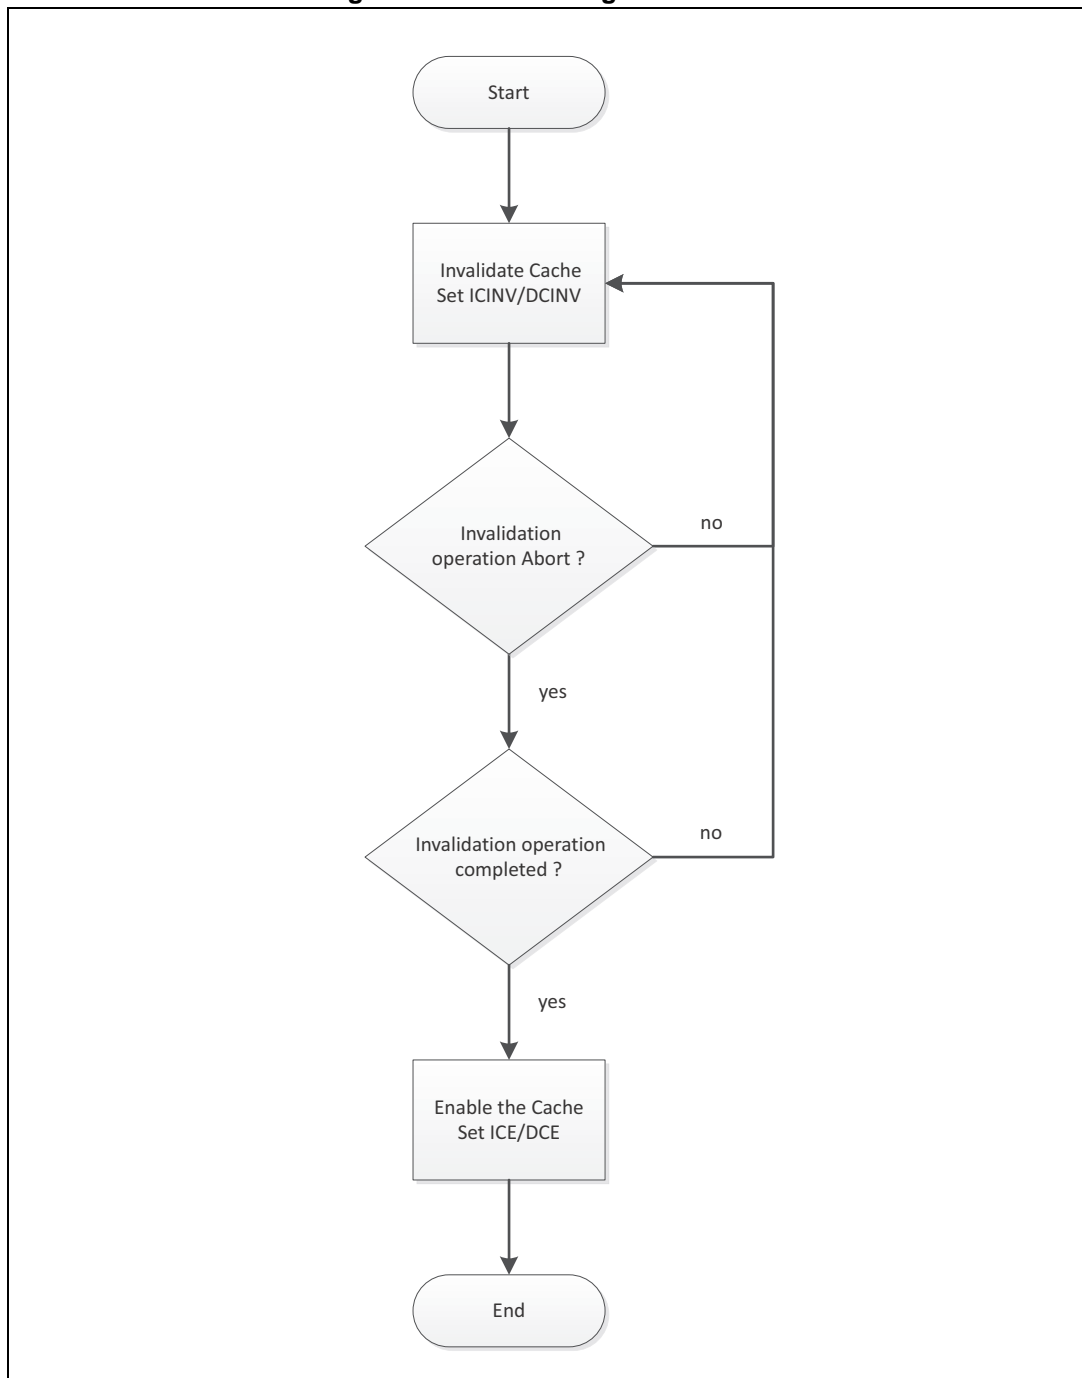 Start
Invalidate Cache
Set ICINV/DCINV
Invalidation
operation Abort ?
no
yes
Invalidation operation
completed ?
no
yes
Enable the Cache
Set ICE/DCE
End